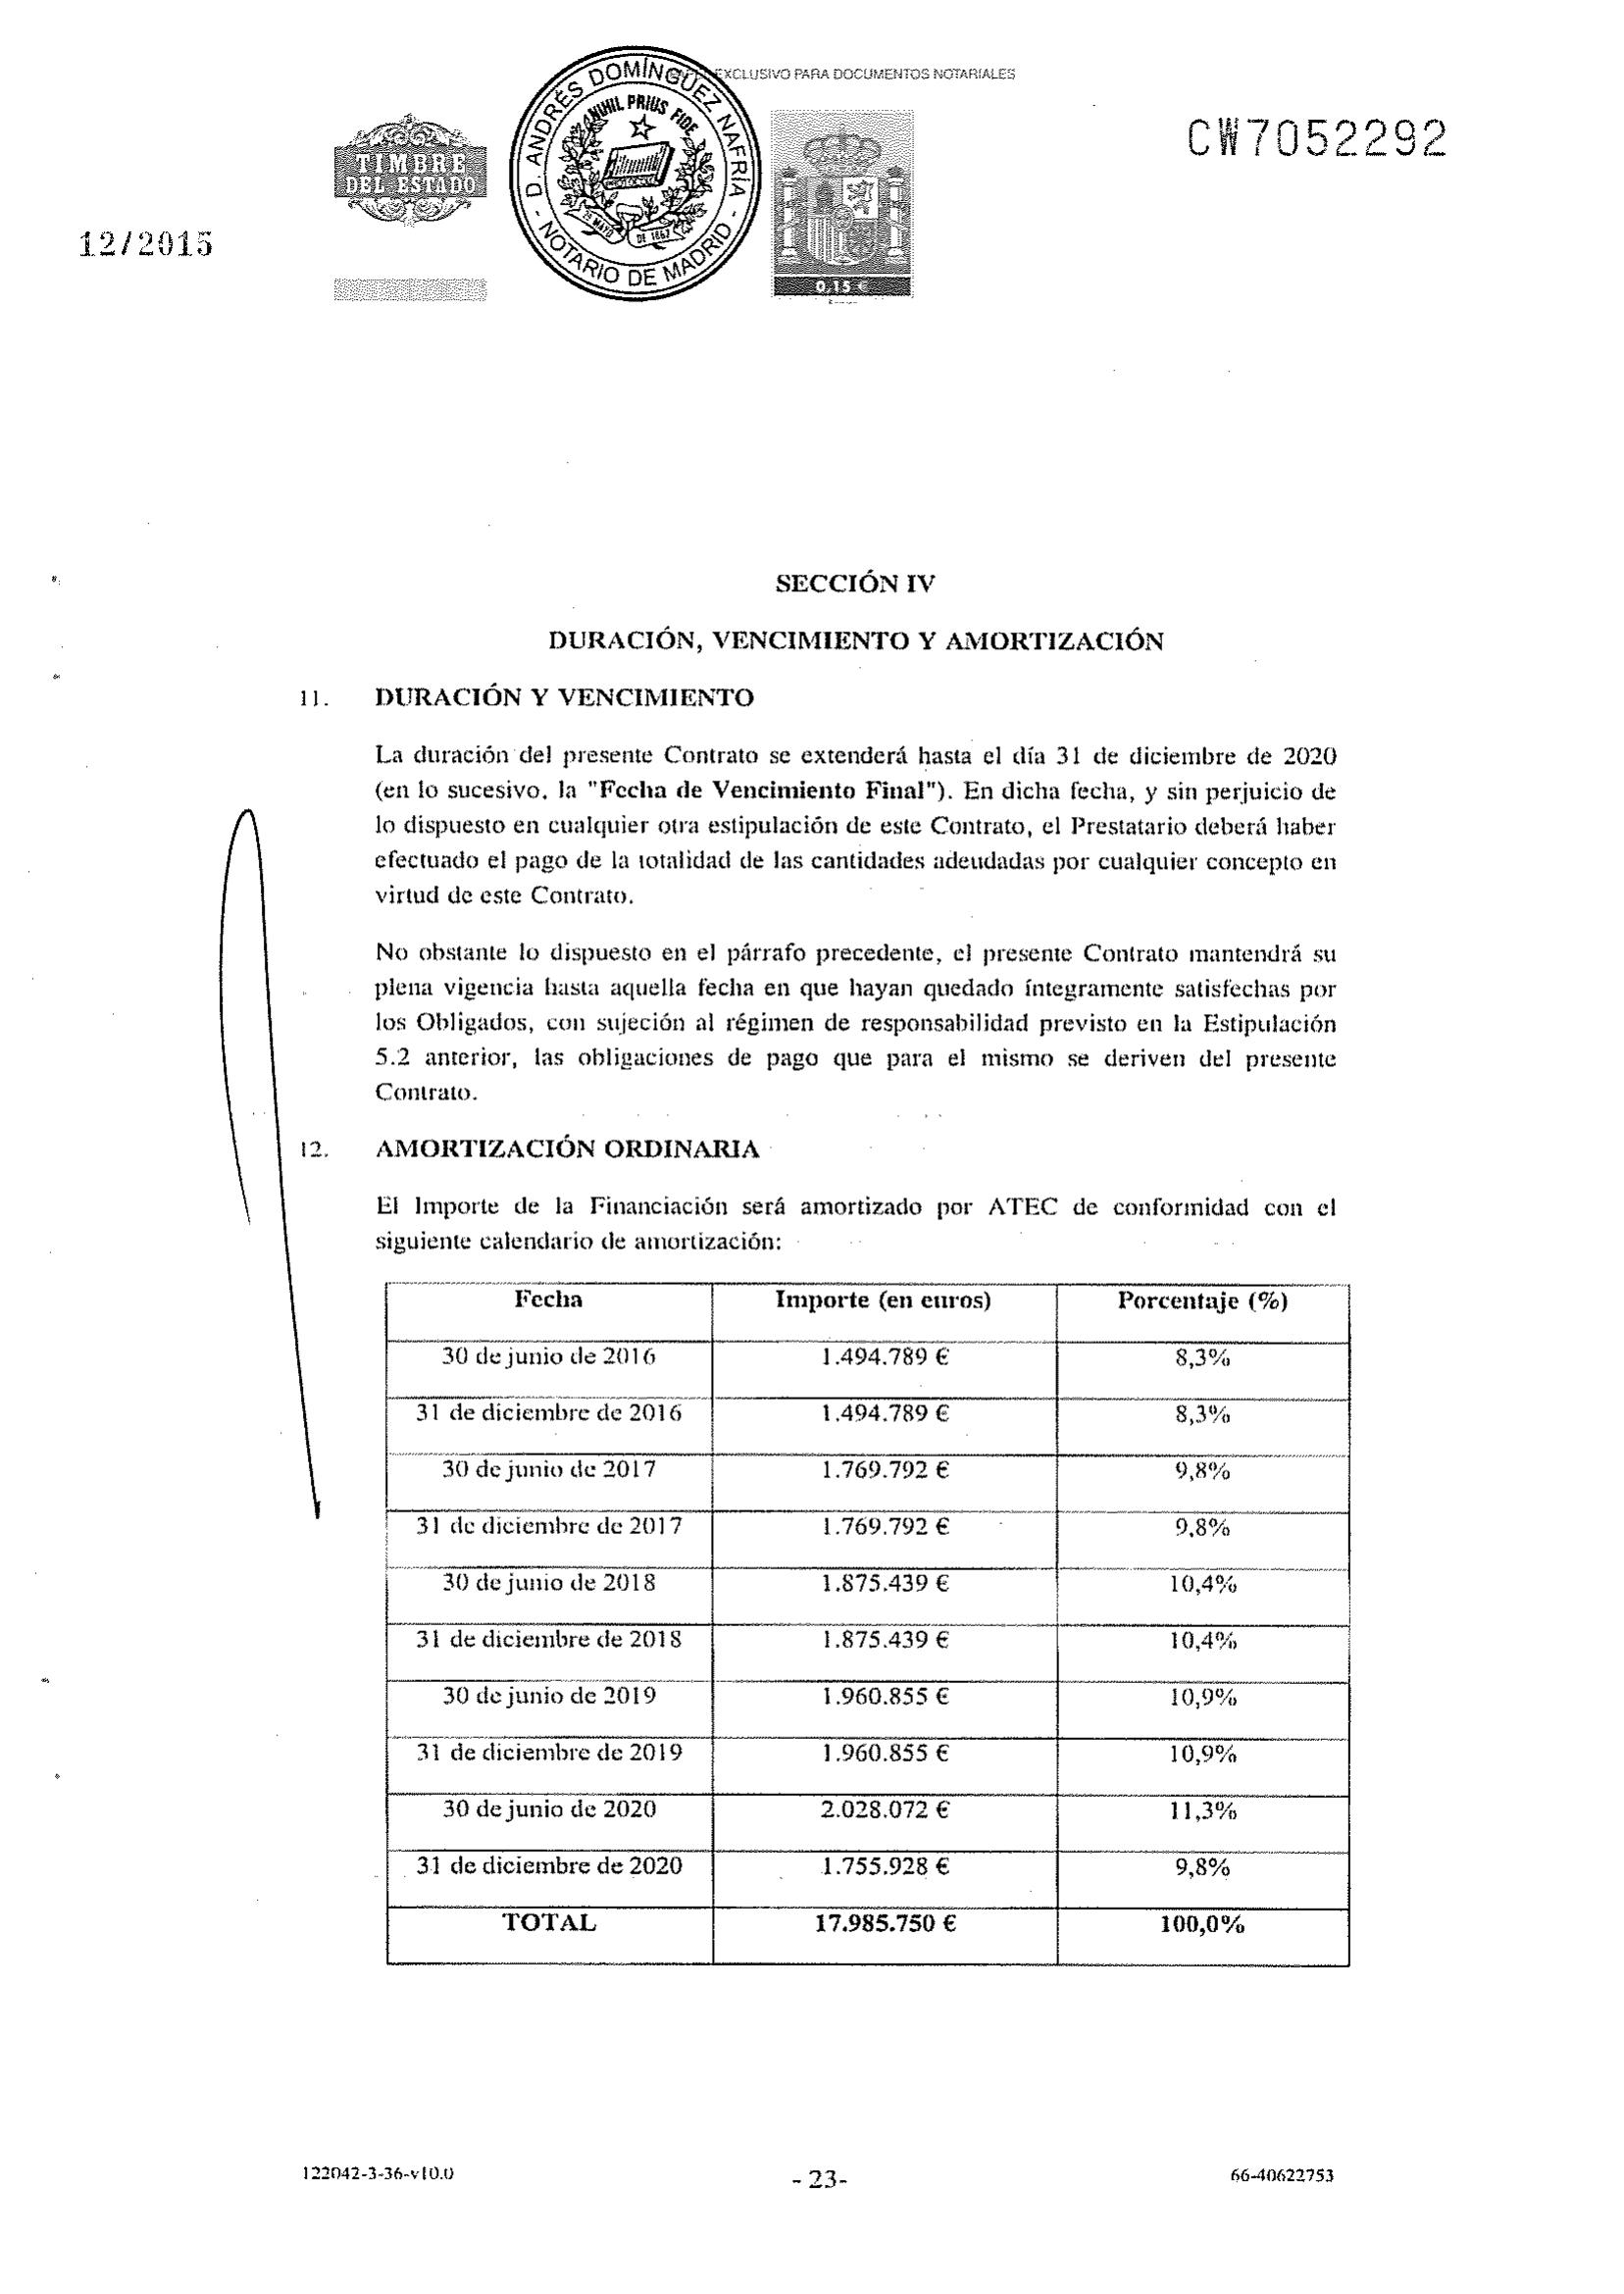 EXCLUSIVO PARA DOCUMENTOS NOTARIALES
TIMBRE
DEL ESTADO
D. ANDRÉS DOMÍNGUEZ NAFRÍA
- NOTARIO DE MADRID -
NIHIL PRIUS FIDE
28 MAYO DE 1862
0,15 €
CW7052292
12/2015
SECCIÓN IV
DURACIÓN, VENCIMIENTO Y AMORTIZACIÓN
11. DURACIÓN Y VENCIMIENTO
La duración del presente Contrato se extenderá hasta el día 31 de diciembre de 2020
(en lo sucesivo, la "Fecha de Vencimiento Final"). En dicha fecha, y sin perjuicio de
lo dispuesto en cualquier otra estipulación de este Contrato, el Prestatario deberá haber
efectuado el pago de la totalidad de las cantidades adeudadas por cualquier concepto en
virtud de este Contrato.
No obstante lo dispuesto en el párrafo precedente, el presente Contrato mantendrá su
plena vigencia hasta aquella fecha en que hayan quedado íntegramente satisfechas por
los Obligados, con sujeción al régimen de responsabilidad previsto en la Estipulación
5.2 anterior, las obligaciones de pago que para el mismo se deriven del presente
Contrato.
12. AMORTIZACIÓN ORDINARIA
El Importe de la Financiación será amortizado por ATEC de conformidad con el
siguiente calendario de amortización:
Fecha Importe (en euros) Porcentaje (%)
30 de junio de 2016 1.494.789 € 8,3%
31 de diciembre de 2016 1.494.789 € 8,3%
30 de junio de 2017 1.769.792 € 9,8%
31 de diciembre de 2017 1.769.792 € 9,8%
30 de junio de 2018 1.875.439 € 10,4%
31 de diciembre de 2018 1.875.439 € 10,4%
30 de junio de 2019 1.960.855 € 10,9%
31 de diciembre de 2019 1.960.855 € 10,9%
30 de junio de 2020 2.028.072 € 11,3%
31 de diciembre de 2020 1.755.928 € 9,8%
TOTAL 17.985.750 € 100,0%
122042-3-36-v10.0 - 23- 66-40622753